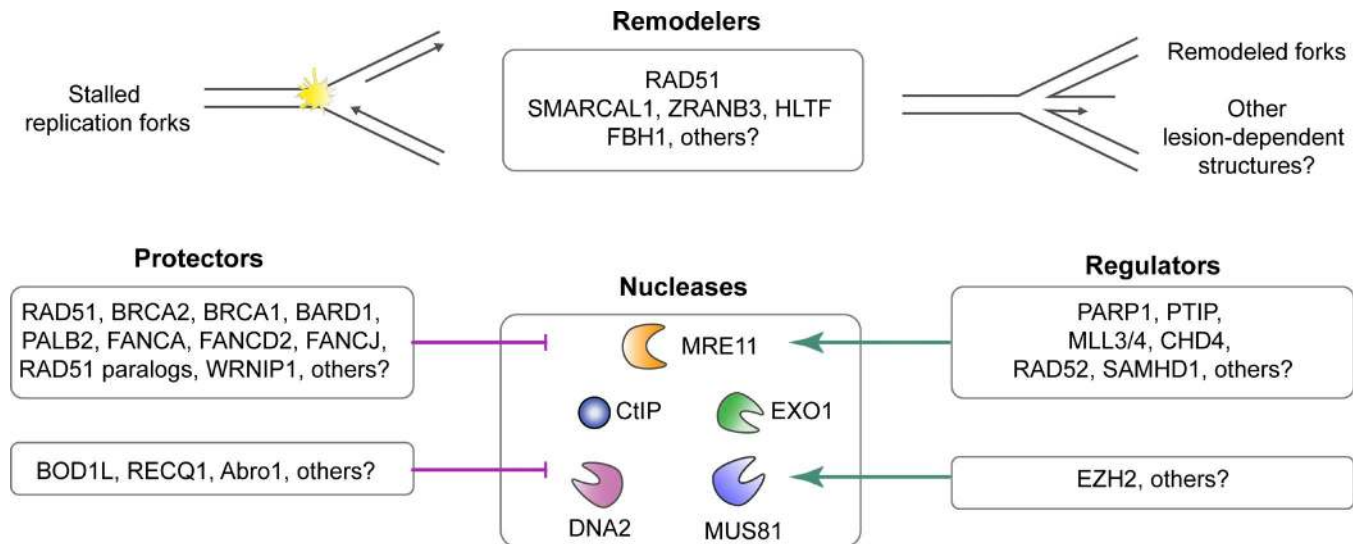 Remodelers
Stalled
replication forks
RAD51
SMARCAL1, ZRANB3, HLTF
FBH1, others?
Remodeled forks
Other
lesion-dependent
structures?
Protectors
RAD51, BRCA2, BRCA1, BARD1,
PALB2, FANCA, FANCD2, FANCJ,
RAD51 paralogs, WRNIP1, others?
BOD1L, RECQ1, Abro1, others?
Nucleases
MRE11
CtIP
EXO1
DNA2
MUS81
Regulators
PARP1, PTIP,
MLL3/4, CHD4,
RAD52, SAMHD1, others?
EZH2, others?